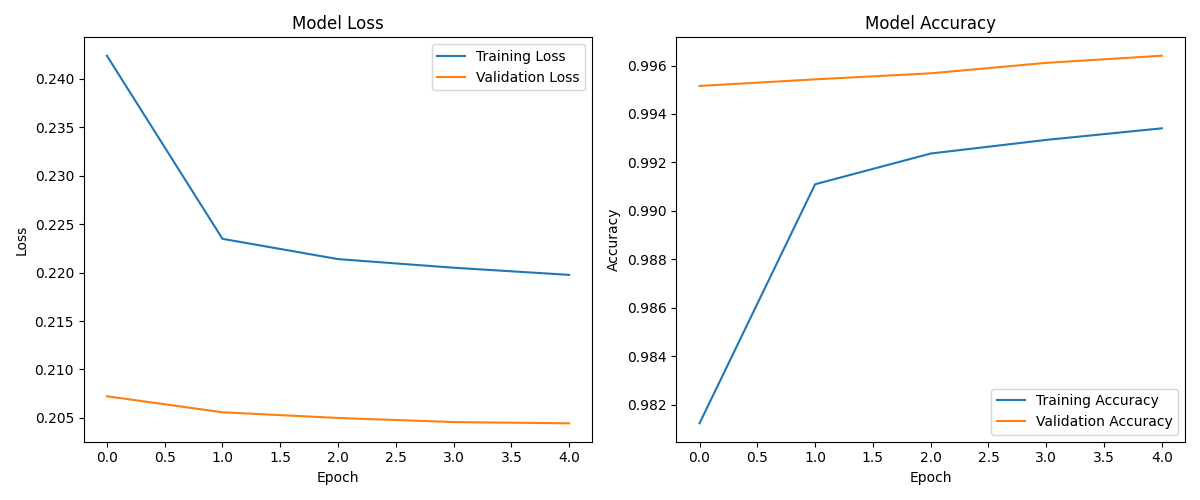 Model Loss
0.240
0.235
0.230
0.225
0.220
0.215
0.210
0.205
Loss
Training Loss
Validation Loss
0.0 0.5 1.0 1.5 2.0 2.5 3.0 3.5 4.0
Epoch
Model Accuracy
0.996
0.994
0.992
0.990
0.988
0.986
0.984
0.982
Accuracy
Training Accuracy
Validation Accuracy
0.0 0.5 1.0 1.5 2.0 2.5 3.0 3.5 4.0
Epoch